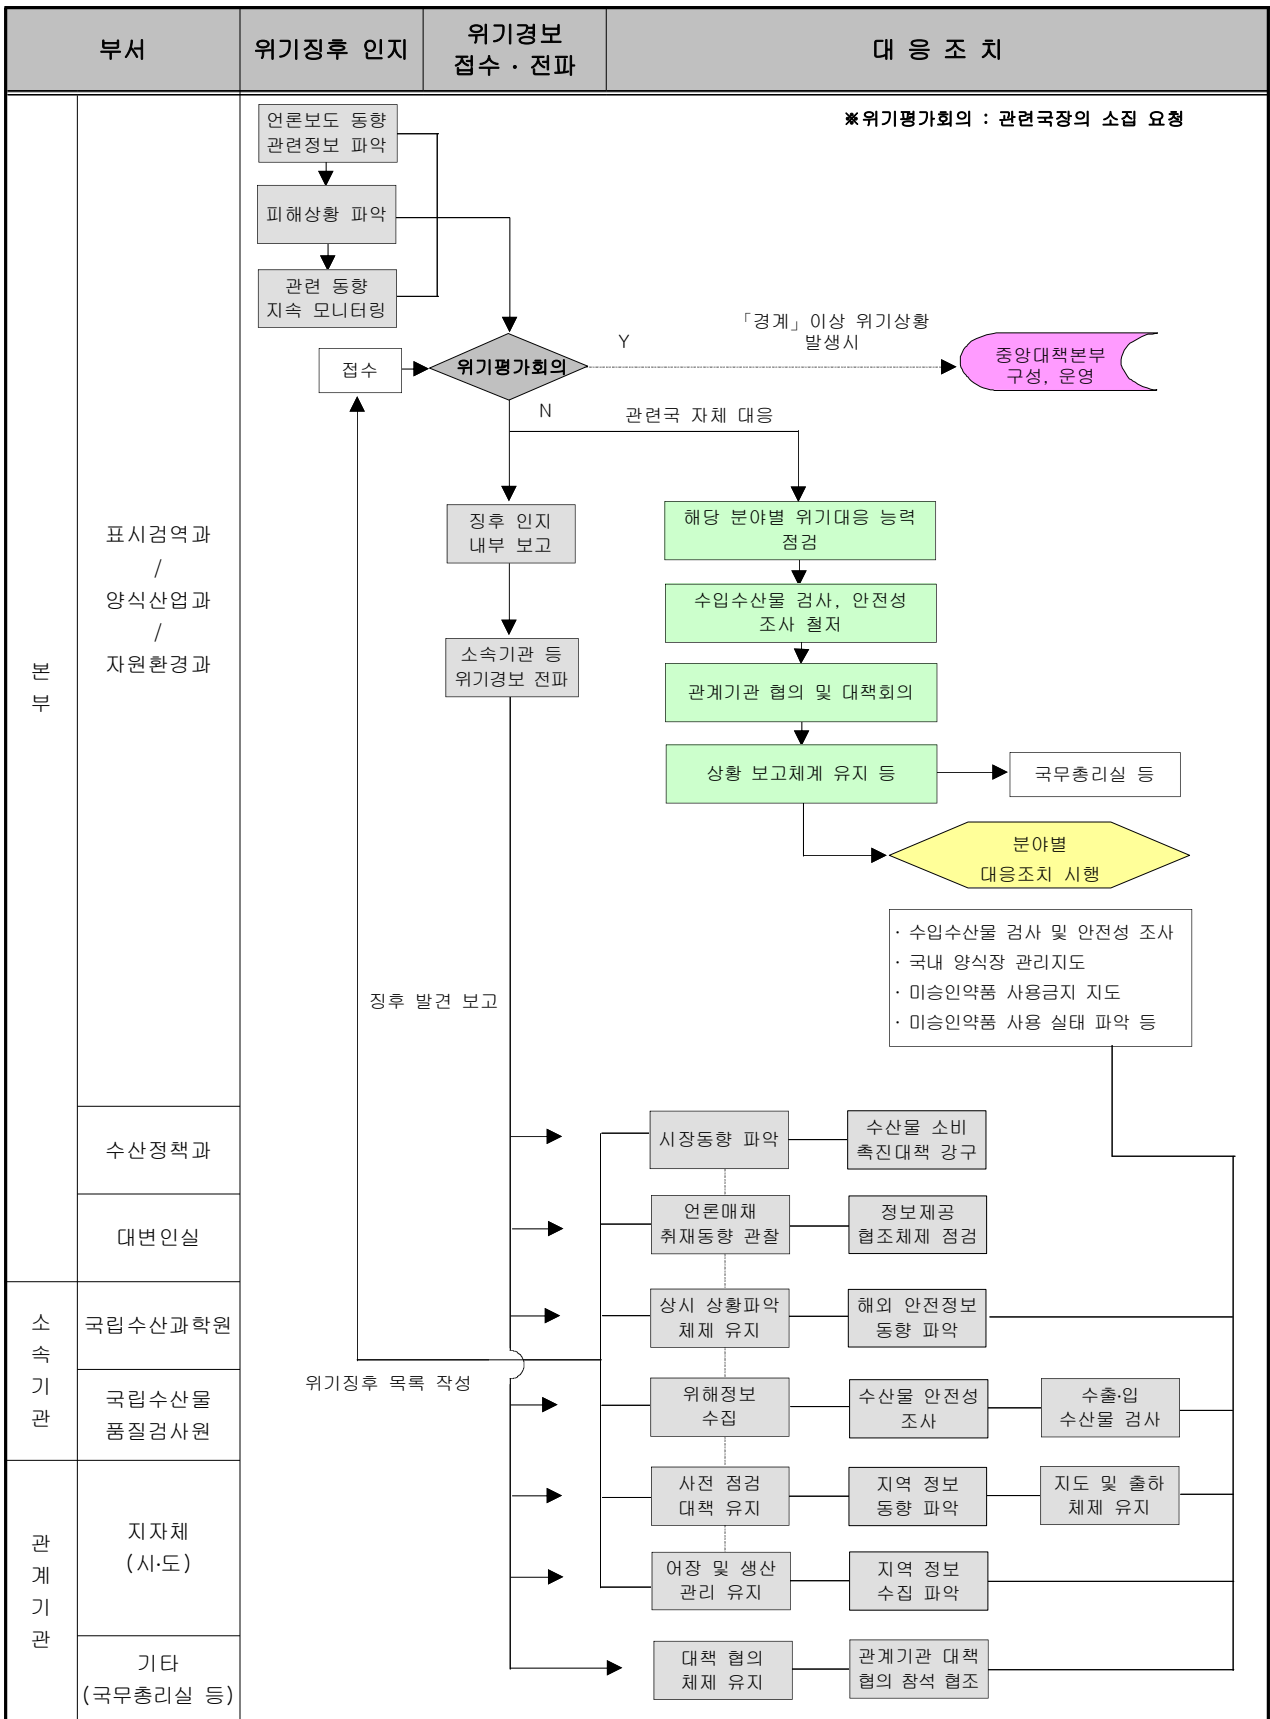 부서
위기징후 인지
위기경보
접수 · 전파
대 응 조 치
※위기평가회의 : 관련국장의 소집 요청
언론보도 동향
관련정보 파악
피해상황 파악
관련 동향
지속 모니터링
「경계」이상 위기상황
발생시
Y
접수
위기평가회의
중앙대책본부
구성, 운영
N
관련국 자체 대응
본
부
표시검역과
/
양식산업과
/
자원환경과
징후 인지
내부 보고
해당 분야별 위기대응 능력
점검
수입수산물 검사, 안전성
조사 철저
소속기관 등
위기경보 전파
관계기관 협의 및 대책회의
상황 보고체계 유지 등
국무총리실 등
분야별
대응조치 시행
· 수입수산물 검사 및 안전성 조사
· 국내 양식장 관리지도
· 미승인약품 사용금지 지도
· 미승인약품 사용 실태 파악 등
징후 발견 보고
수산정책과
시장동향 파악
수산물 소비
촉진대책 강구
대변인실
언론매채
취재동향 관찰
정보제공
협조체제 점검
소
속
기
관
국립수산과학원
상시 상황파악
체제 유지
해외 안전정보
동향 파악
위기징후 목록 작성
국립수산물
품질검사원
위해정보
수집
수산물 안전성
조사
수출·입
수산물 검사
관
계
기
관
지자체
(시·도)
사전 점검
대책 유지
지역 정보
동향 파악
지도 및 출하
체제 유지
어장 및 생산
관리 유지
지역 정보
수집 파악
기타
(국무총리실 등)
대책 협의
체제 유지
관계기관 대책
협의 참석 협조